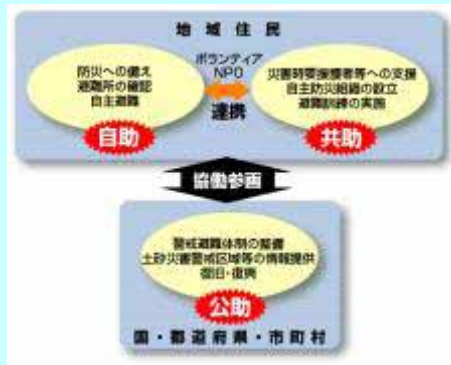 地域住民
防災への備え
避難所の確認
自主避難
自助
ボランティア
NPO
連携
災害時要援護者等への支援
自主防災組織の設立
避難訓練の実施
共助
協働参画
警戒避難体制の整備
土砂災害警戒区域等の情報提供
復旧・復興
公助
国・都道府県・市町村